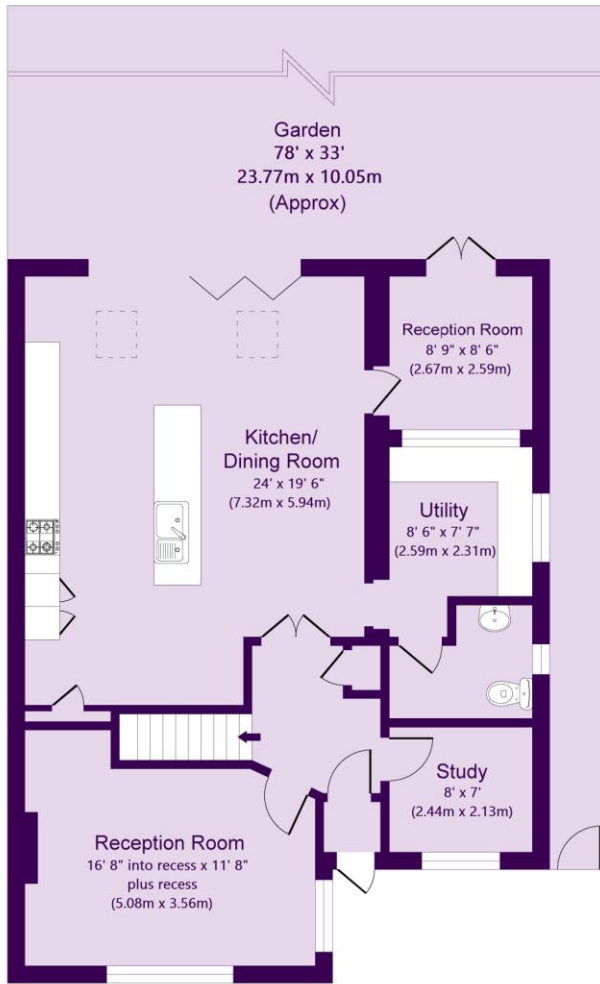 Garden
78' x 33'
23.77m x 10.05m
(Approx)
Reception Room
8' 9" x 8' 6"
(2.67m x 2.59m)
Kitchen/
Dining Room
24' x 19' 6"
(7.32m x 5.94m)
Utility
8' 6" x 7' 7"
(2.59m x 2.31m)
Study
8' x 7'
(2.44m x 2.13m)
Reception Room
16' 8" into recess x 11' 8"
plus recess
(5.08m x 3.56m)